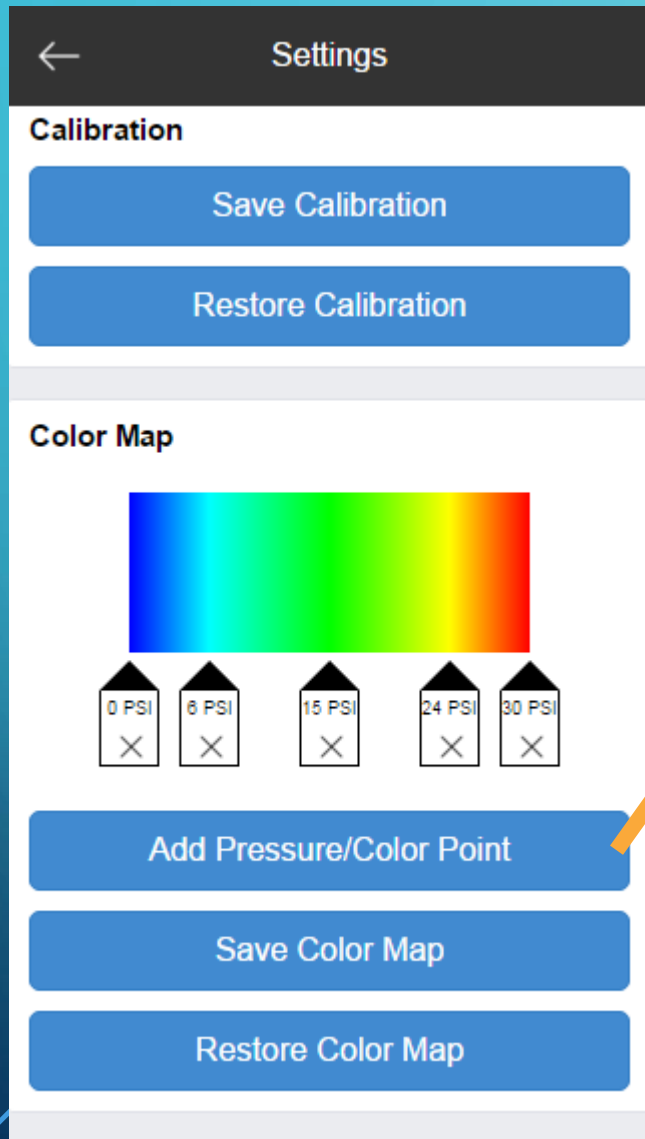 Settings
Calibration
Save Calibration
Restore Calibration
Color Map
0 PSI 6 PSI 15 PSI 24 PSI 30 PSI
Add Pressure/Color Point
Save Color Map
Restore Color Map